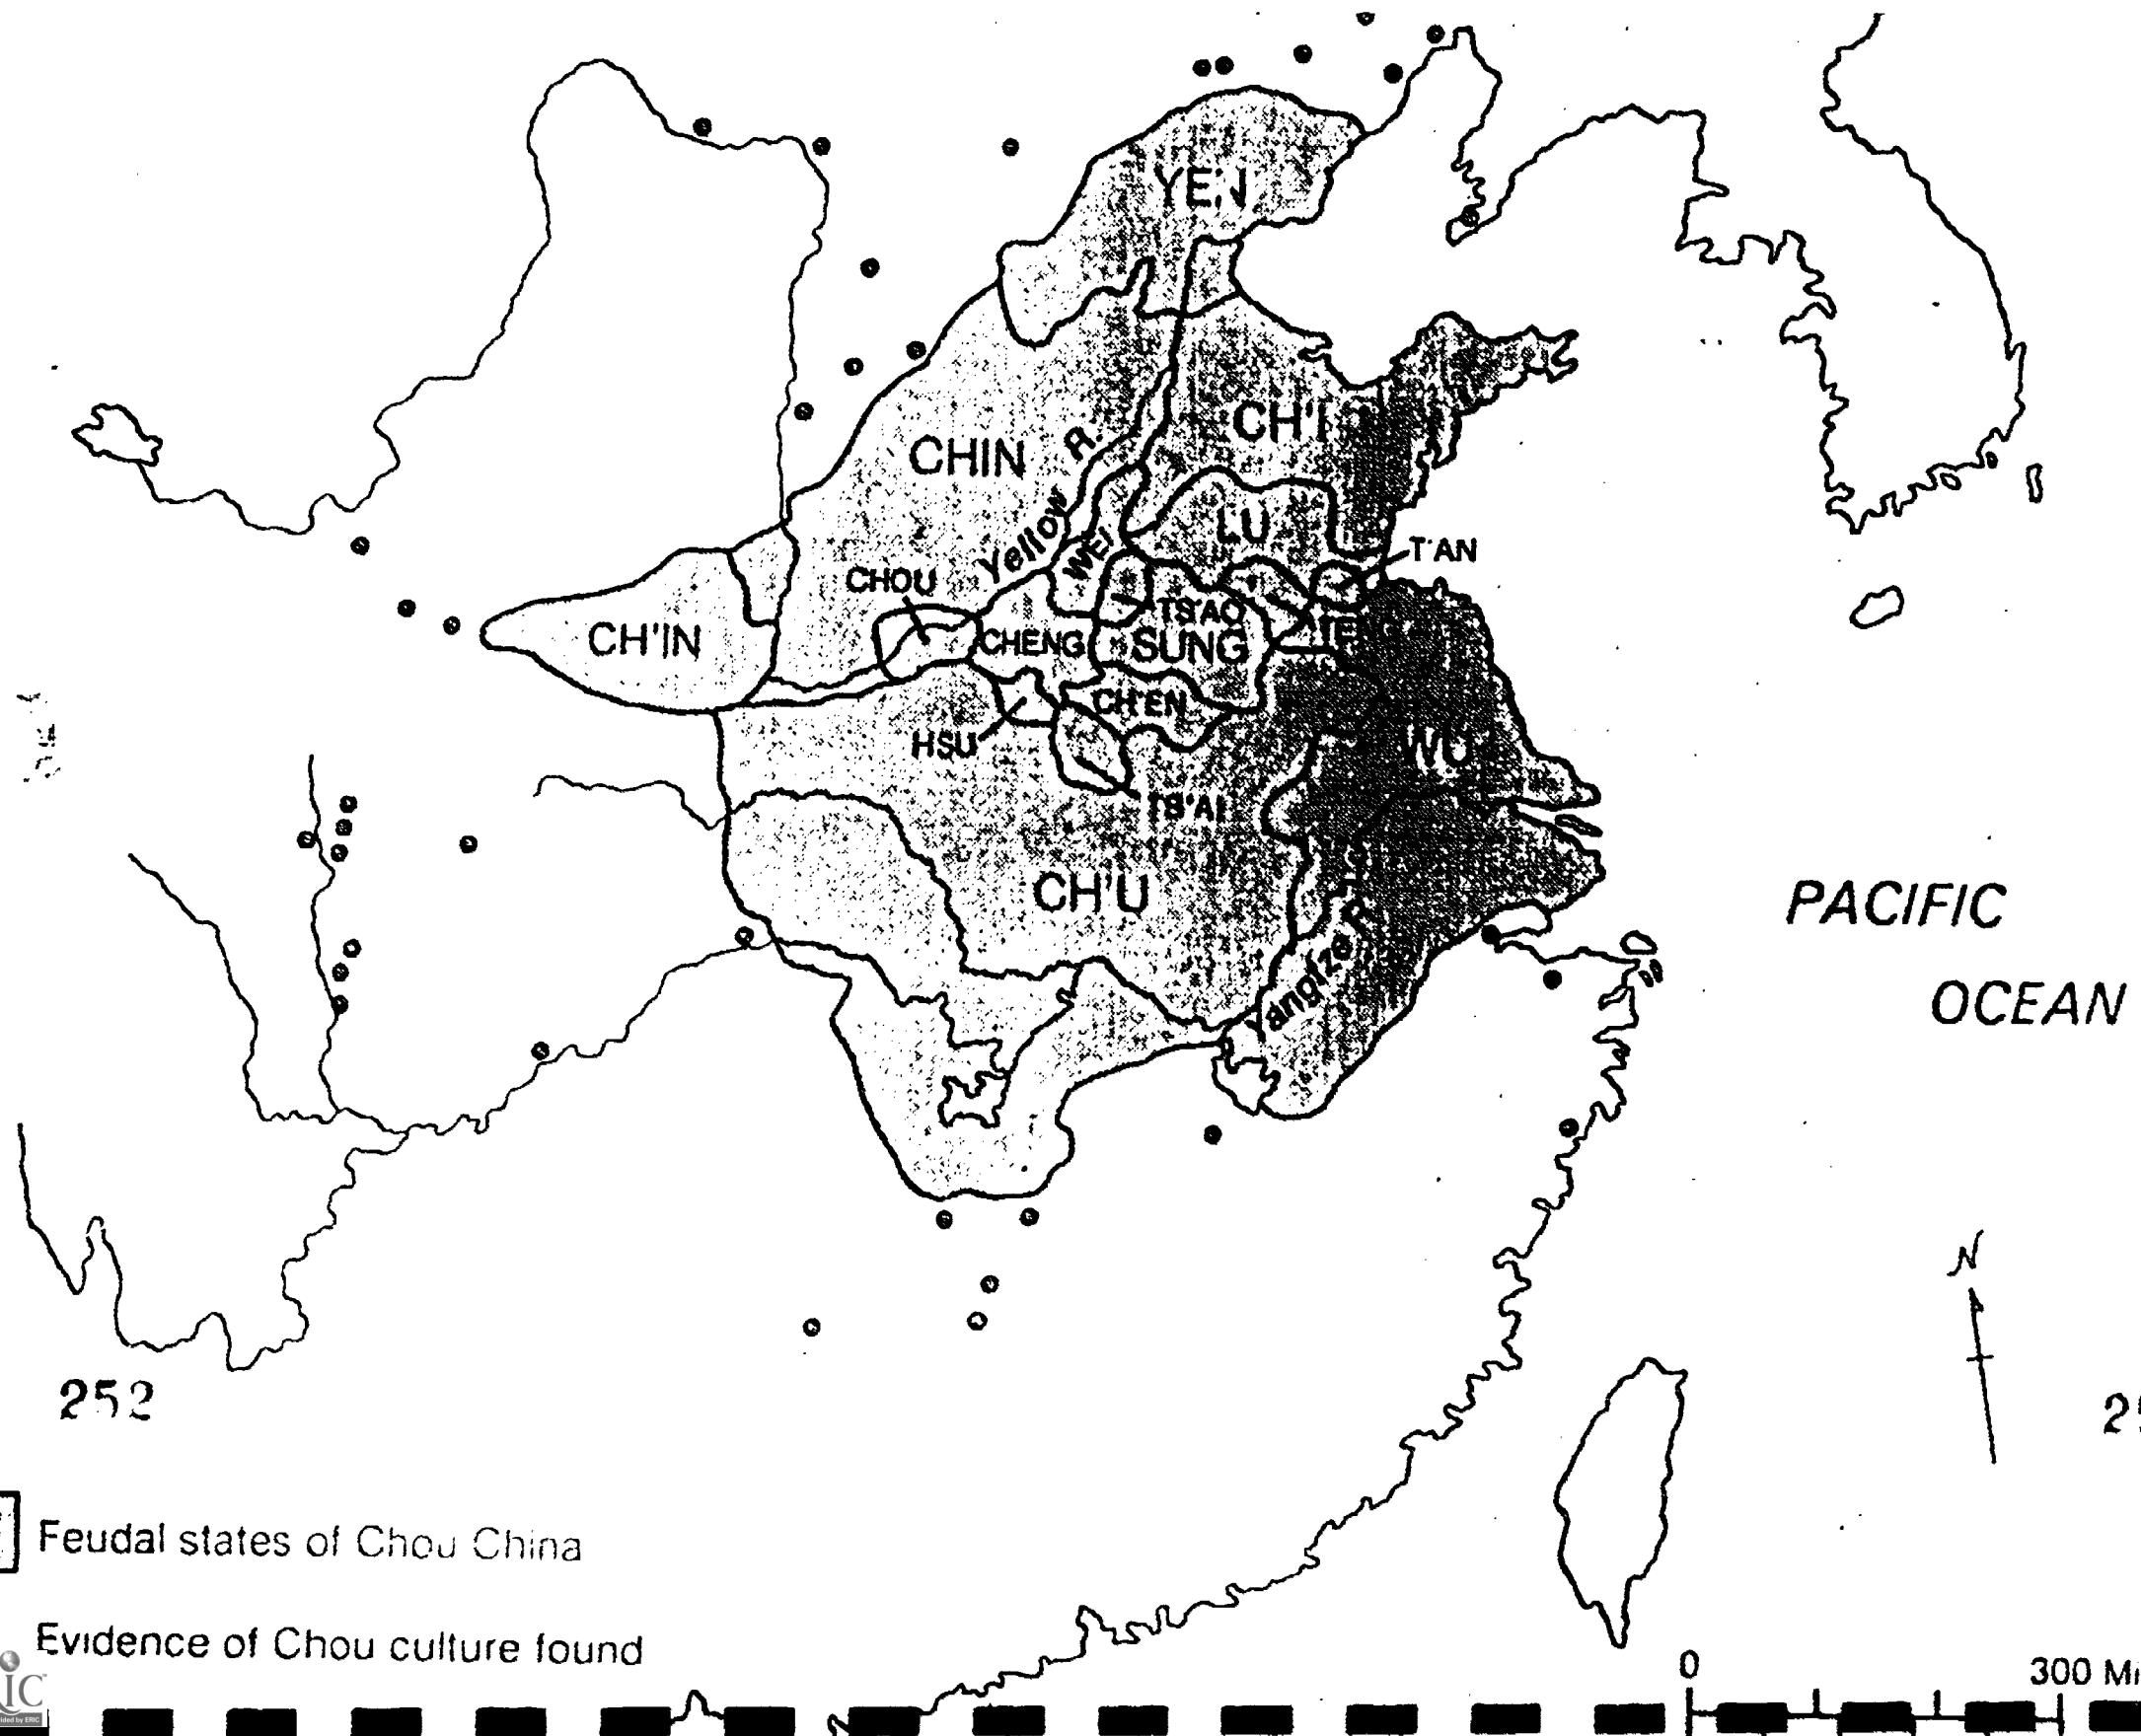 YEN
CH'I
CHIN
Yellow R.
LU
WEI
T'AN
CHOU
TS'AO
TENG
CH'IN
CHENG
SUNG
CH'EN
HSU
WU
TS'AI
CH'U
Yangtze R.
PACIFIC
OCEAN
N
252
Feudal states of Chou China
Evidence of Chou culture found
0
300 Mi